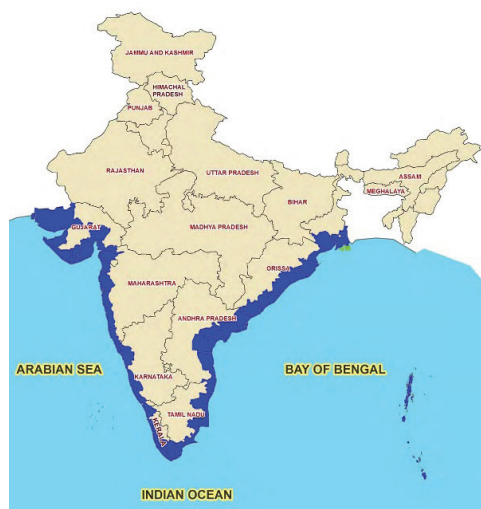 JAMMU AND KASHMIR
HIMACHAL
PRADESH
PUNJAB
RAJASTHAN
UTTAR PRADESH
ASSAM
MEGHALAYA
BIHAR
GUJARAT
MADHYA PRADESH
ORISSA
MAHARASHTRA
ANDHRA PRADESH
ARABIAN SEA
BAY OF BENGAL
KARNATAKA
TAMIL NADU
KERALA
INDIAN OCEAN